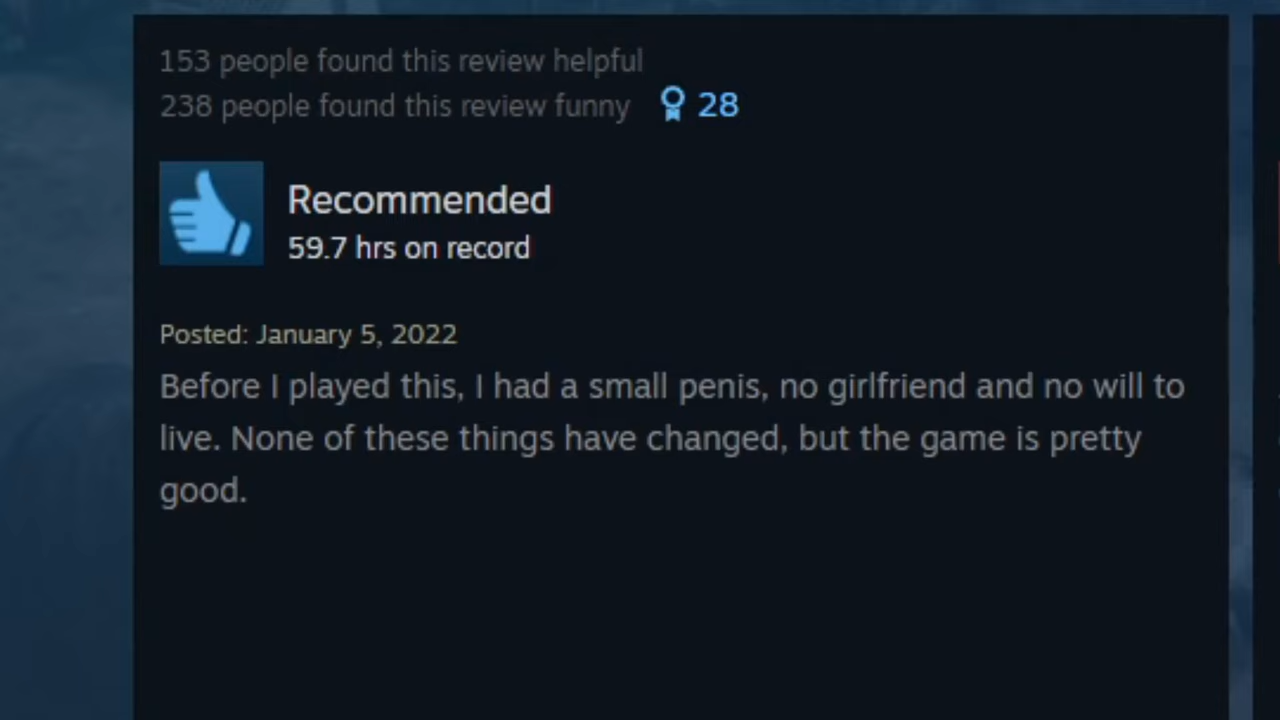 153 people found this review helpful
238 people found this review funny 28
Recommended
59.7 hrs on record
Posted: January 5, 2022
Before I played this, I had a small penis, no girlfriend and no will to
live. None of these things have changed, but the game is pretty
good.